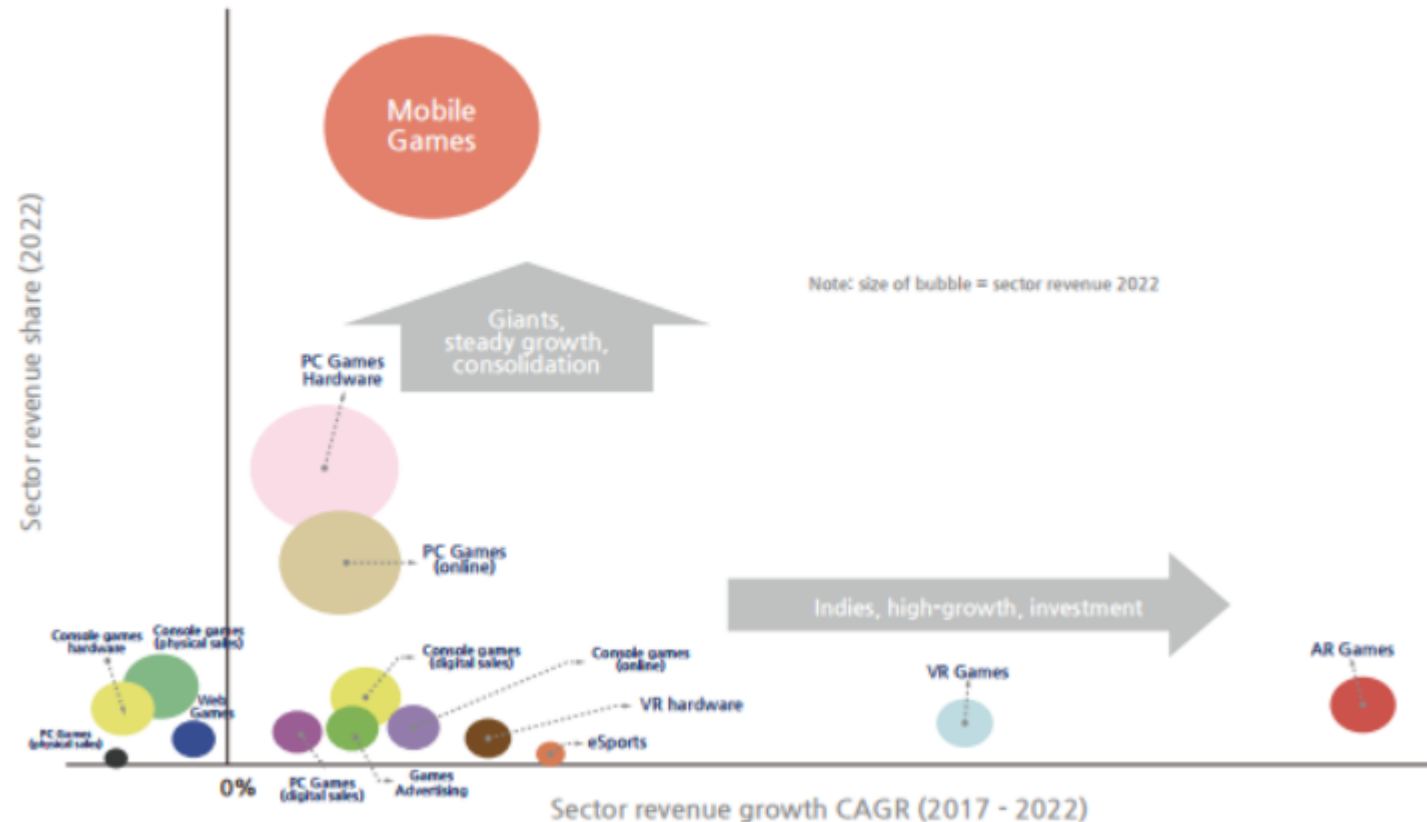 Mobile
Games
Sector revenue share (2022)
Note: size of bubble = sector revenue 2022
Giants,
steady growth,
consolidation
PC Games
Hardware
PC Games
(online)
Indies, high-growth, investment
Console games
hardware
Console games
(physical sales)
Console games
(digital sales)
Console games
(online)
AR Games
VR Games
Web
Games
VR hardware
PC Games
(physical sales)
eSports
0%
PC Games
(digital sales)
Games
Advertising
Sector revenue growth CAGR (2017 - 2022)